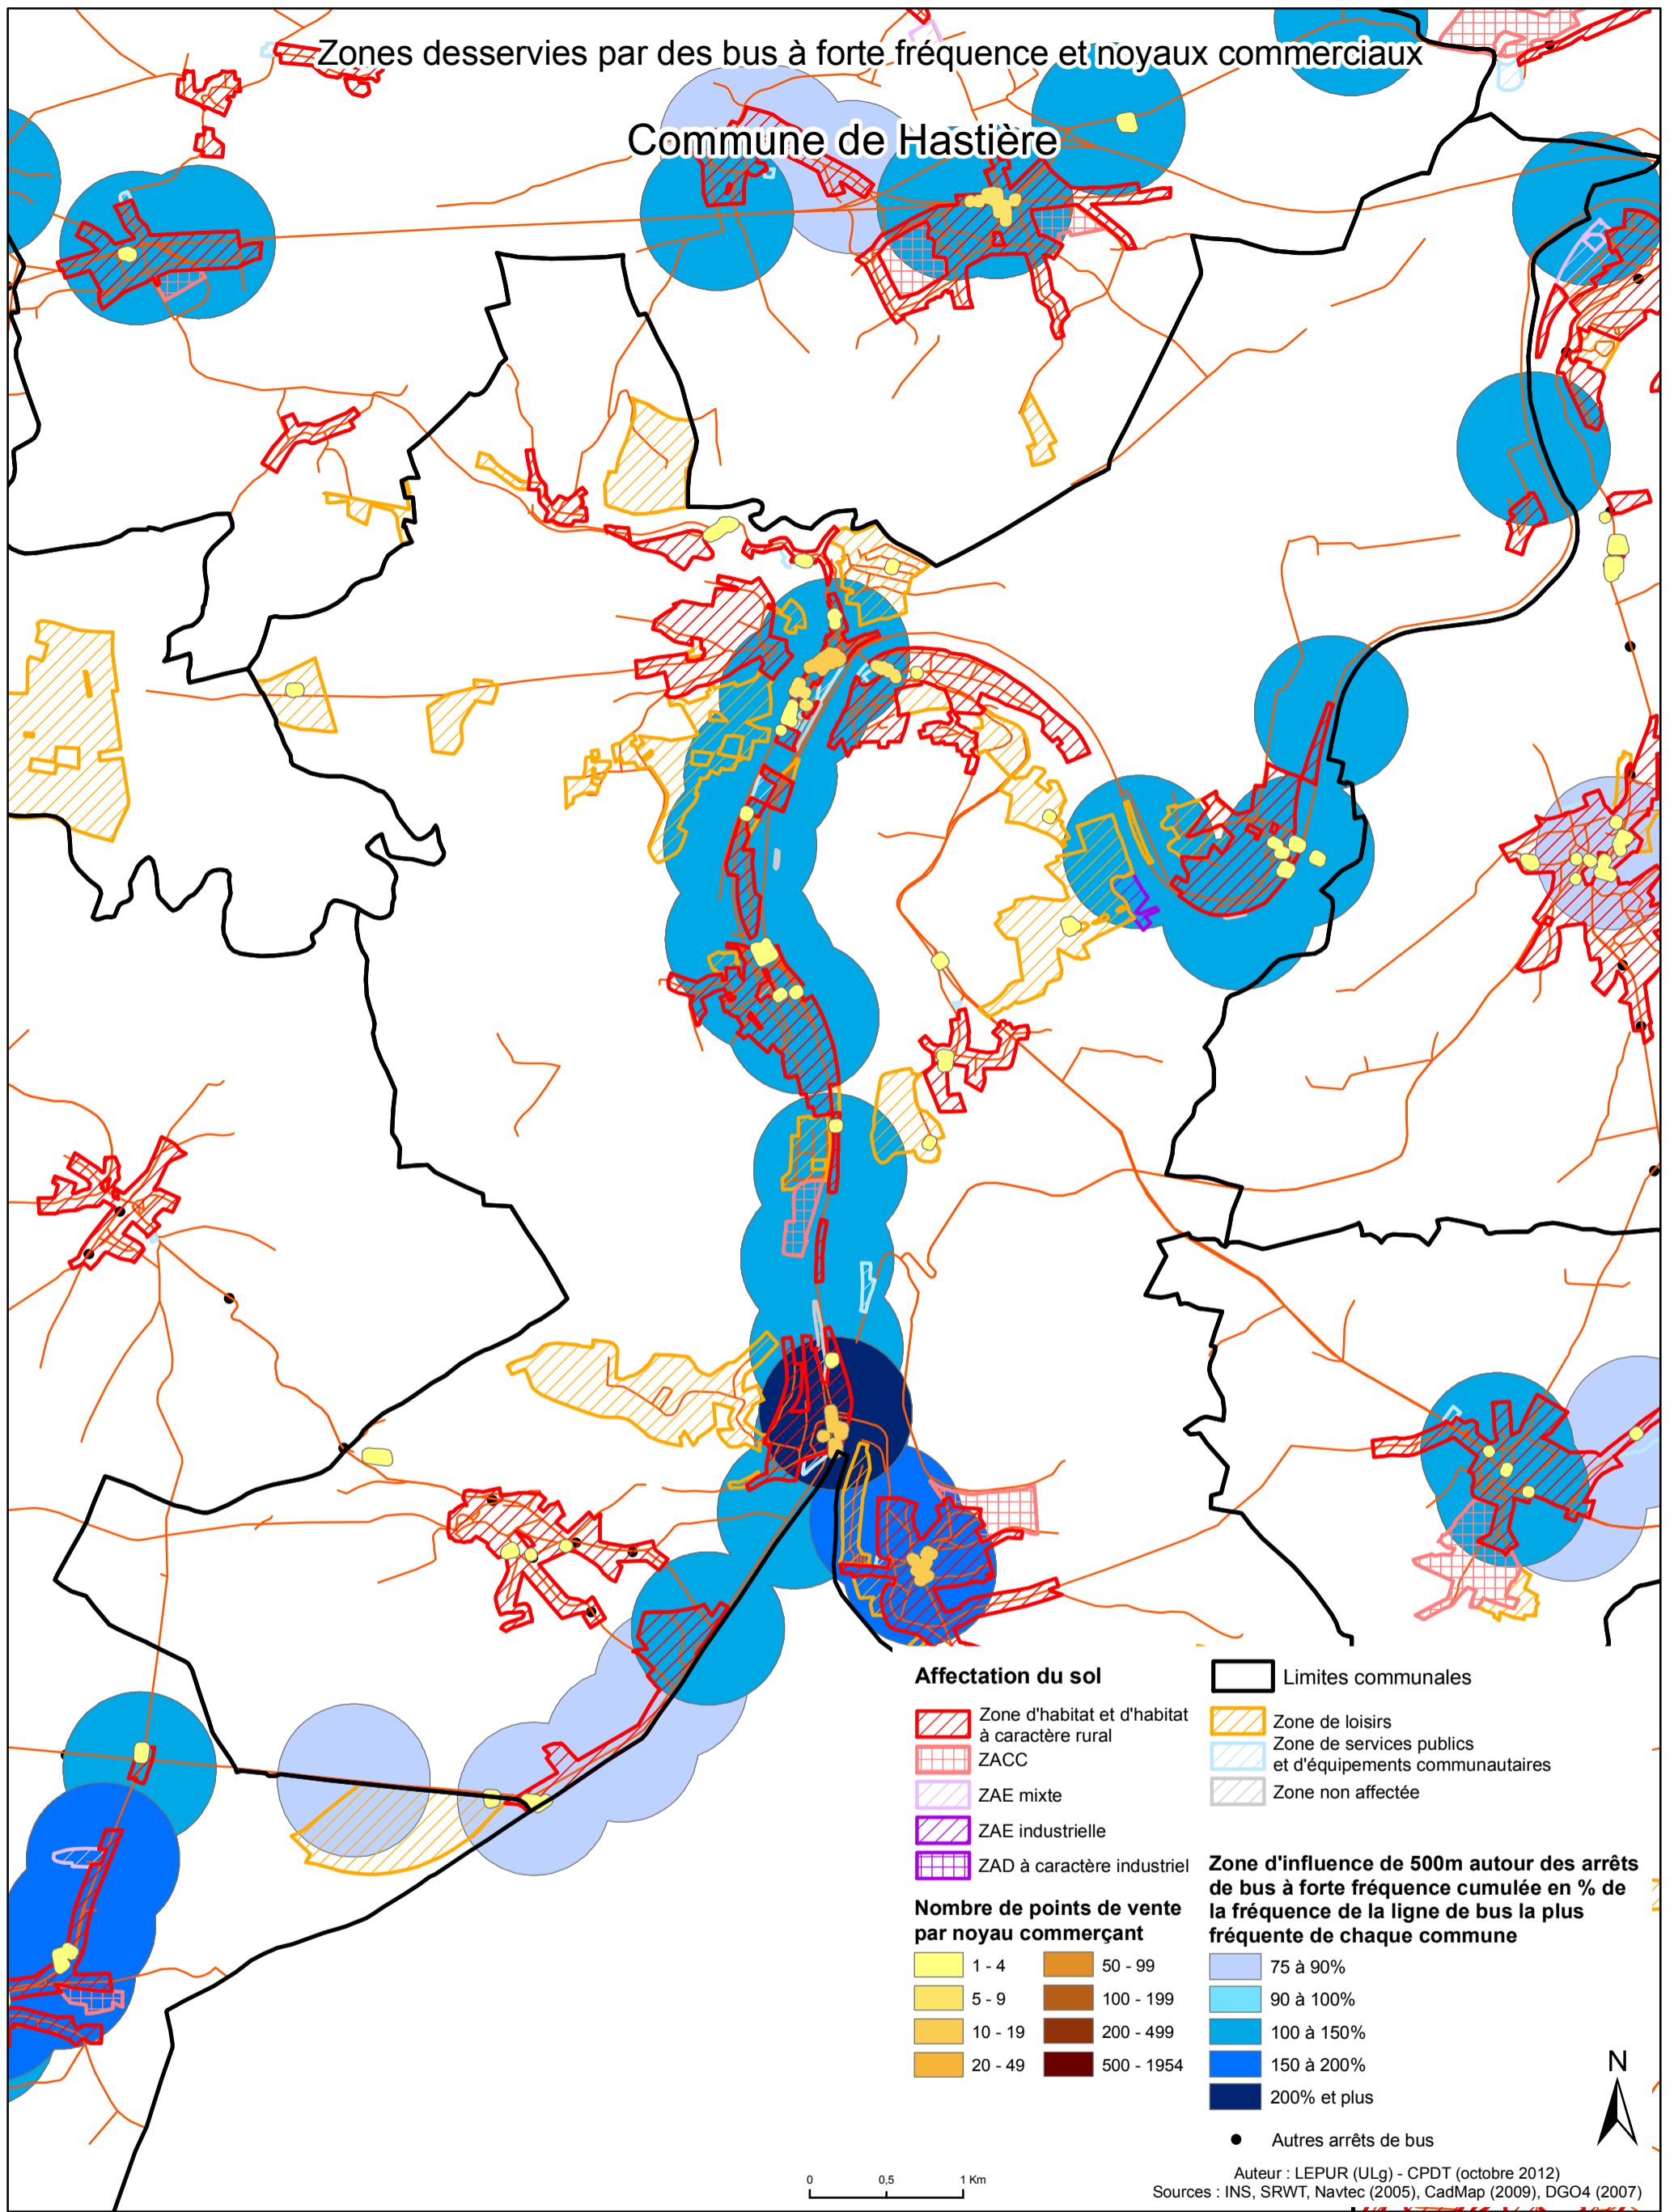 Zones desservies par des bus à forte fréquence et noyaux commerciaux
Commune de Hastière
Affectation du sol
Zone d'habitat et d'habitat
à caractère rural
ZACC
ZAE mixte
ZAE industrielle
ZAD à caractère industriel
Limites communales
Zone de loisirs
Zone de services publics
et d'équipements communautaires
Zone non affectée
Nombre de points de vente
par noyau commerçant
1 - 4
5 - 9
10 - 19
20 - 49
50 - 99
100 - 199
200 - 499
500 - 1954
Zone d'influence de 500m autour des arrêts
de bus à forte fréquence cumulée en % de
la fréquence de la ligne de bus la plus
fréquente de chaque commune
75 à 90%
90 à 100%
100 à 150%
150 à 200%
200% et plus
Autres arrêts de bus
N
0 0,5 1 Km
Auteur : LEPUR (ULg) - CPDT (octobre 2012)
Sources : INS, SRWT, Navtec (2005), CadMap (2009), DGO4 (2007)